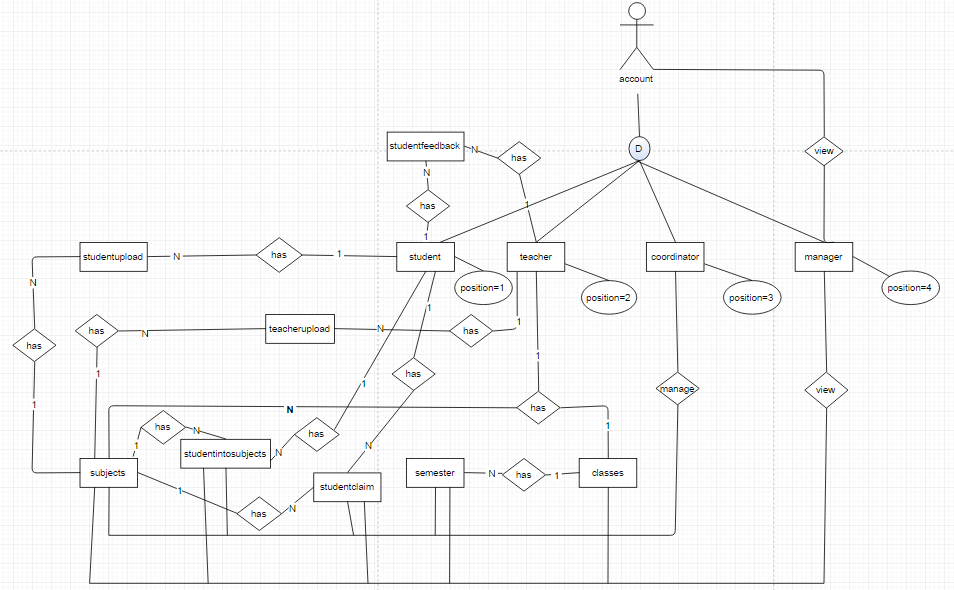 account
studentfeedback
N
has
D
view
N
has
1
1
studentupload
N
has
1
student
teacher
coordinator
manager
N
position=1
position=2
position=3
position=4
has
N
teacherupload
N
has
1
1
has
1
has
1
1
manage
view
1
N
has
1
has
N
has
1
N
1
studentintosubjects
N
subjects
semester
N
has
1
classes
1
studentclaim
has
N